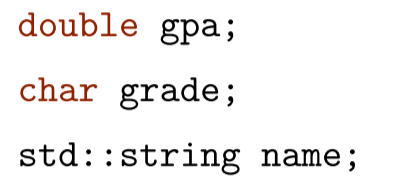 double gpa;
char grade;
std::string name;